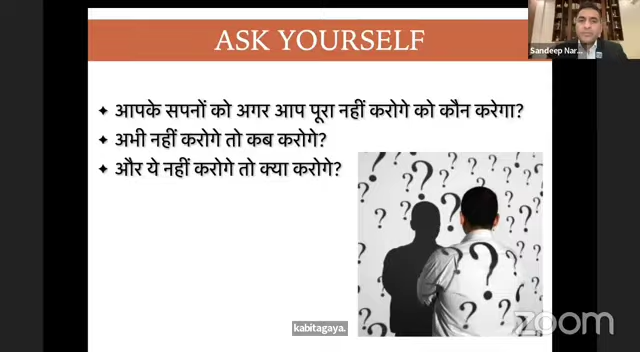 ASK YOURSELF
Sandeep Nar...
✦ आपके सपनों को अगर आप पूरा नहीं करोगे को कौन करेगा?
✦ अभी नहीं करोगे तो कब करोगे?
✦ और ये नहीं करोगे तो क्या करोगे?
kabitagaya.
zoom